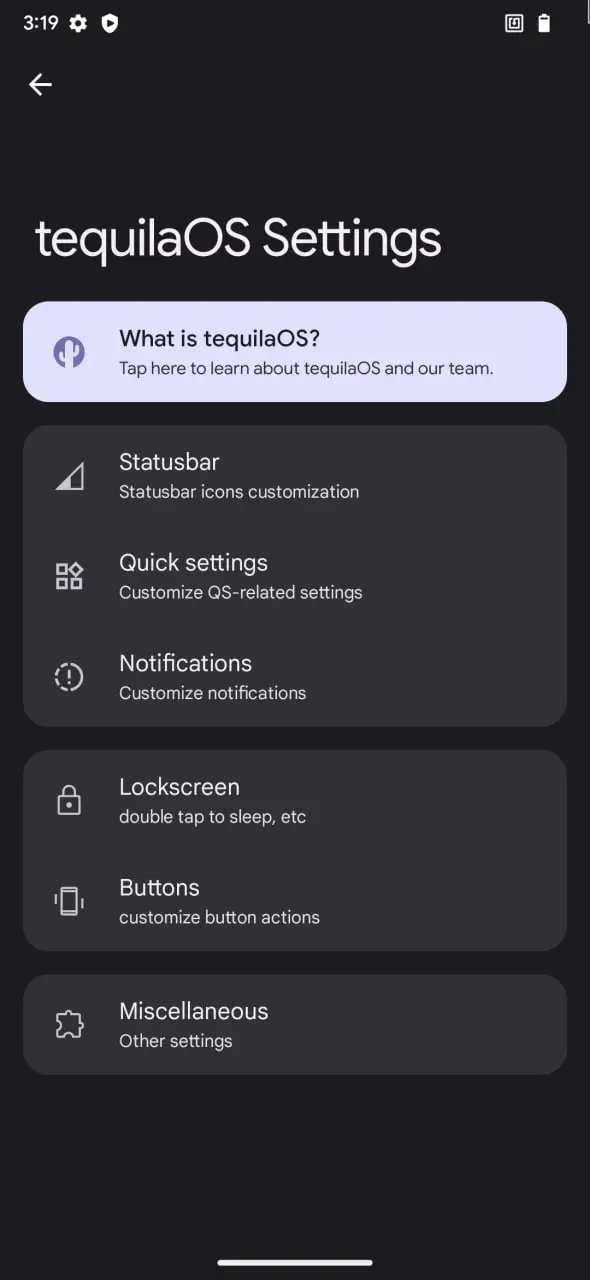 3:19
tequilaOS Settings
What is tequilaOS?
Tap here to learn about tequilaOS and our team.
Statusbar
Statusbar icons customization
Quick settings
Customize QS-related settings
Notifications
Customize notifications
Lockscreen
double tap to sleep, etc
Buttons
customize button actions
Miscellaneous
Other settings